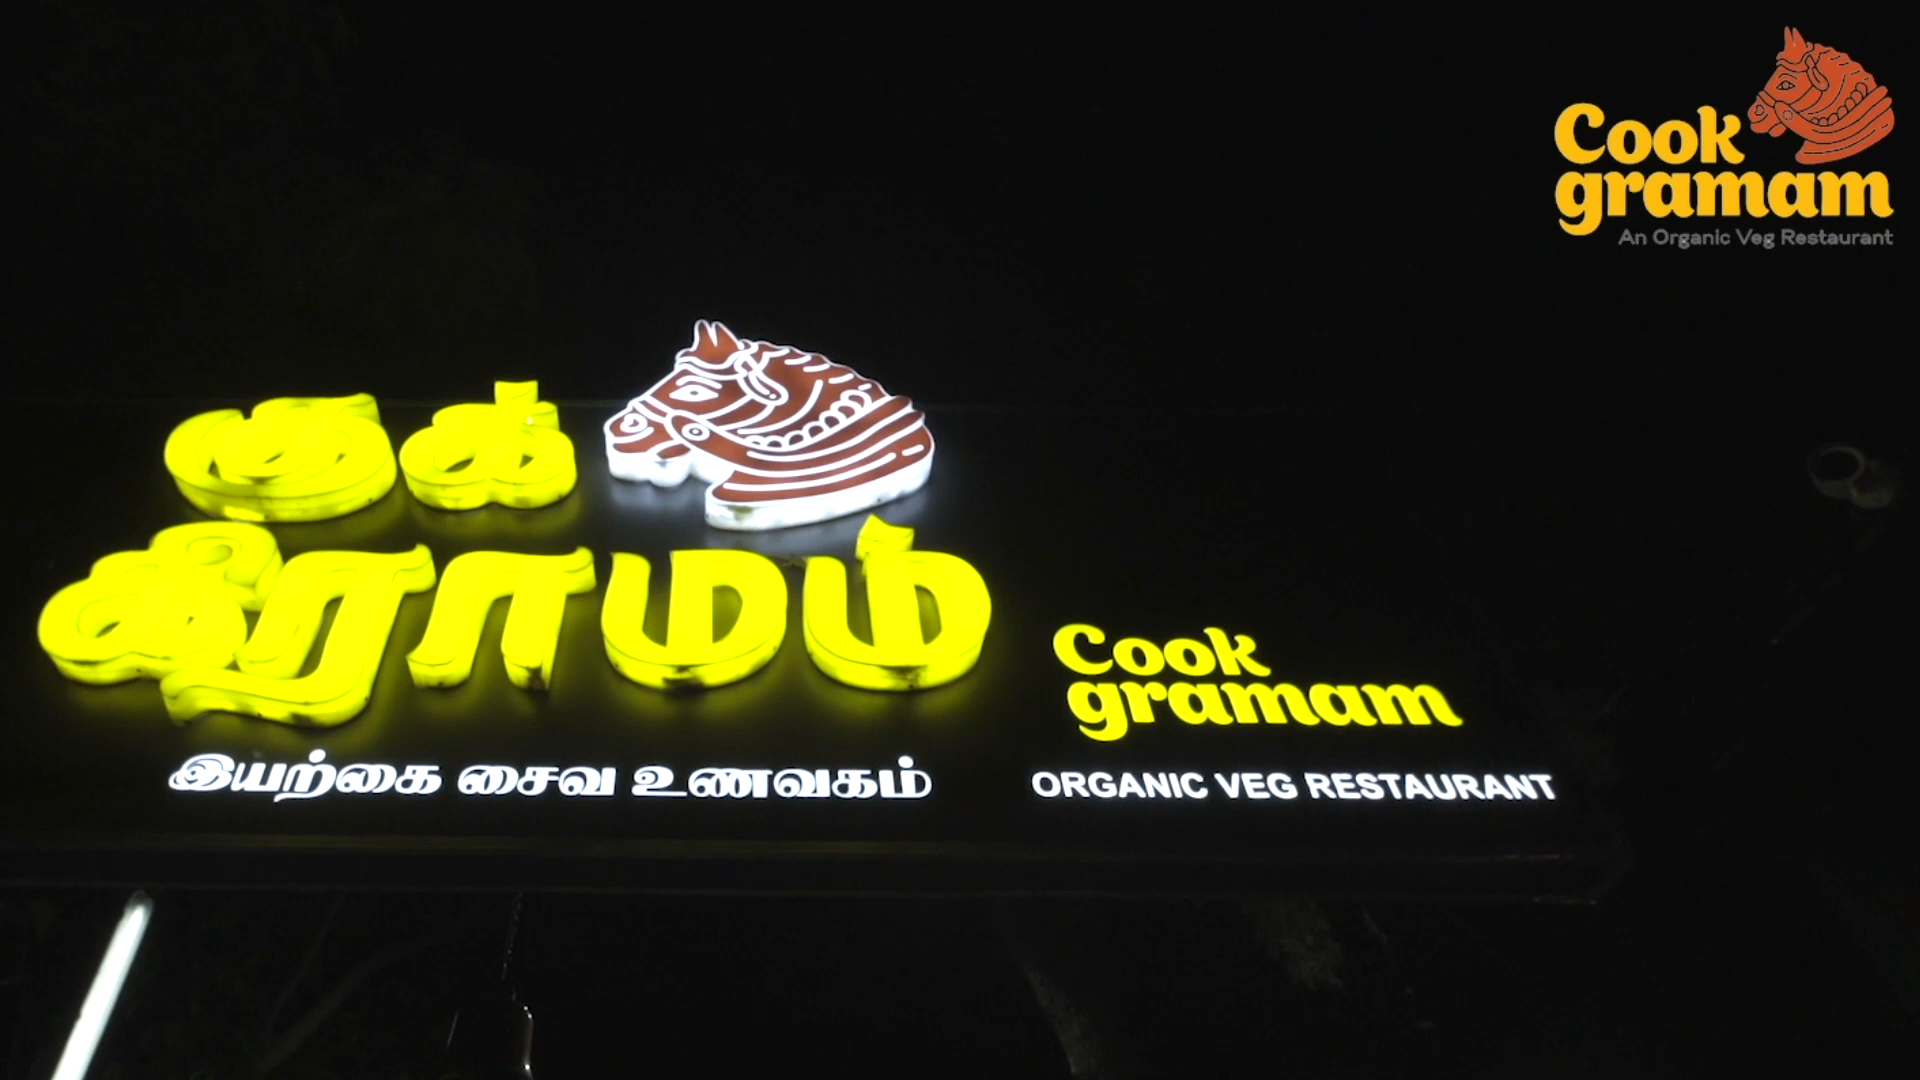 Cook
gramam
An Organic Veg Restaurant
குக்
கிராமம்
இயற்கை சைவ உணவகம்
Cook
gramam
ORGANIC VEG RESTAURANT